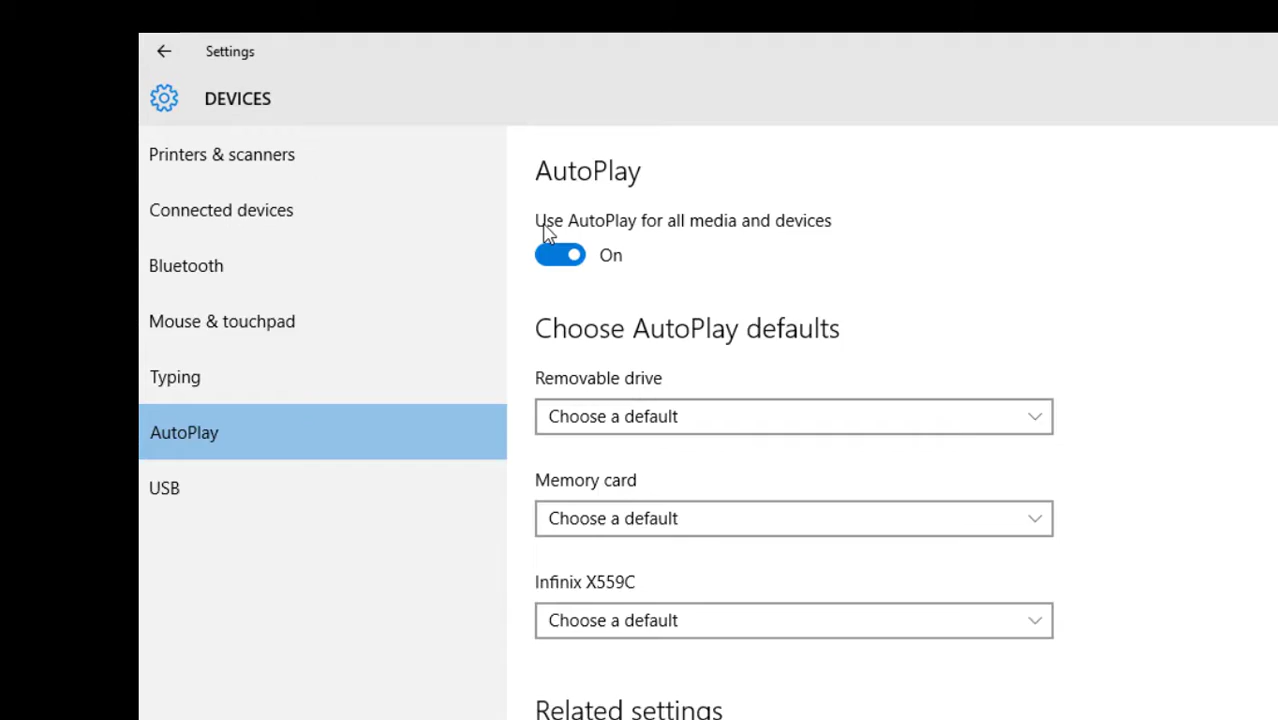 Settings
DEVICES
Printers & scanners
Connected devices
Bluetooth
Mouse & touchpad
Typing
AutoPlay
USB
AutoPlay
Use AutoPlay for all media and devices
On
Choose AutoPlay defaults
Removable drive
Choose a default
Memory card
Choose a default
Infinix X559C
Choose a default
Related settings